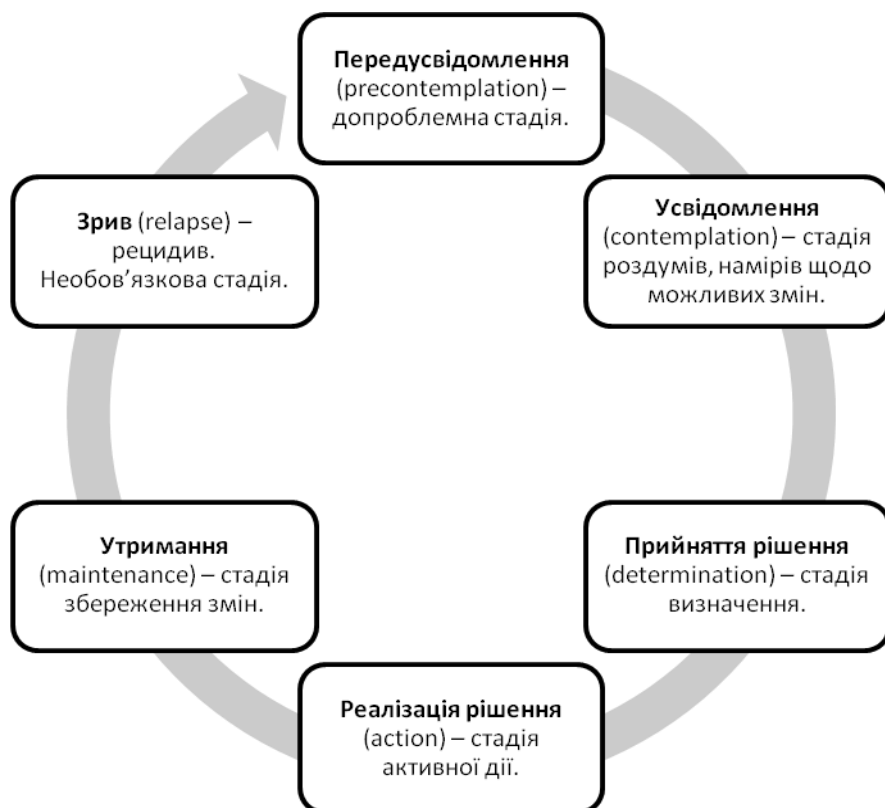 Передусвідомлення
(precontemplation) –
допроблемна стадія.
Усвідомлення
(contemplation) – стадія
роздумів, намірів щодо
можливих змін.
Прийняття рішення
(determination) – стадія
визначення.
Реалізація рішення
(action) – стадія
активної дії.
Утримання
(maintenance) – стадія
збереження змін.
Зрив (relapse) –
рецидив.
Необов’язкова стадія.